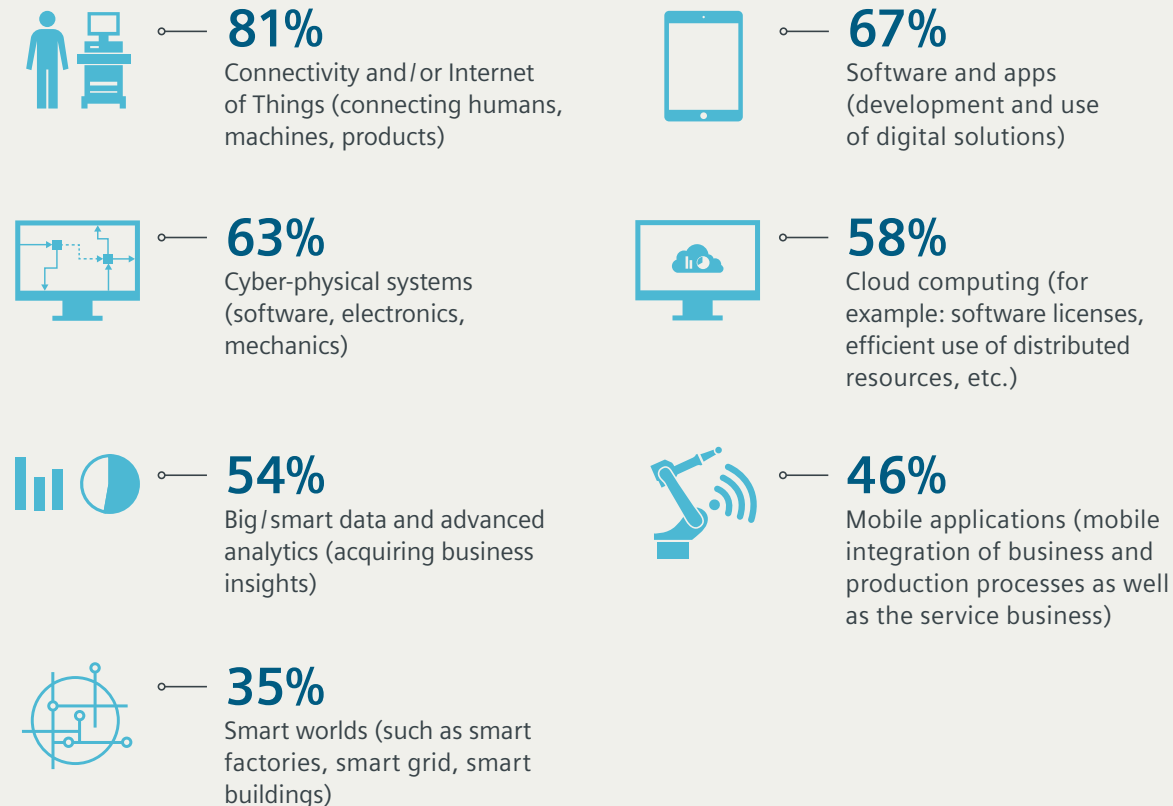 81%
Connectivity and/or Internet
of Things (connecting humans,
machines, products)
67%
Software and apps
(development and use
of digital solutions)
63%
Cyber-physical systems
(software, electronics,
mechanics)
58%
Cloud computing (for
example: software licenses,
efficient use of distributed
resources, etc.)
54%
Big/smart data and advanced
analytics (acquiring business
insights)
46%
Mobile applications (mobile
integration of business and
production processes as well
as the service business)
35%
Smart worlds (such as smart
factories, smart grid, smart
buildings)